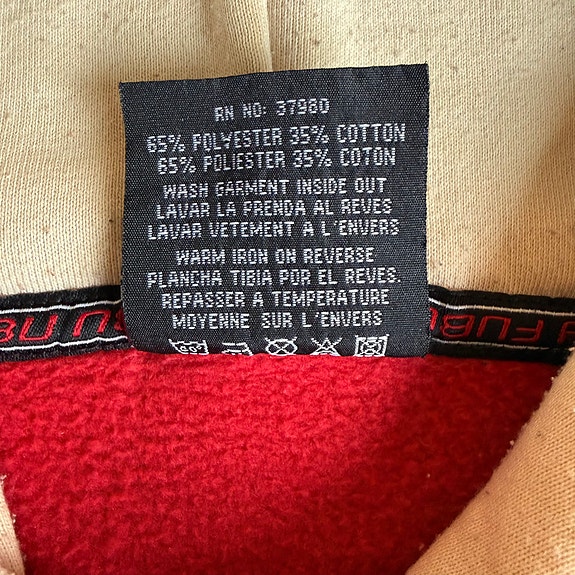 RN NO: 37980
65% POLYESTER 35% COTTON
65% POLIESTER 35% COTON
WASH GARMENT INSIDE OUT
LAVAR LA PRENDA AL REVES
LAVAR VETEMENT A L'ENVERS
WARM IRON ON REVERSE
PLANCHA TIBIA POR EL REVES.
REPASSER A TEMPERATURE
MOYENNE SUR L'ENVERS
FUBU